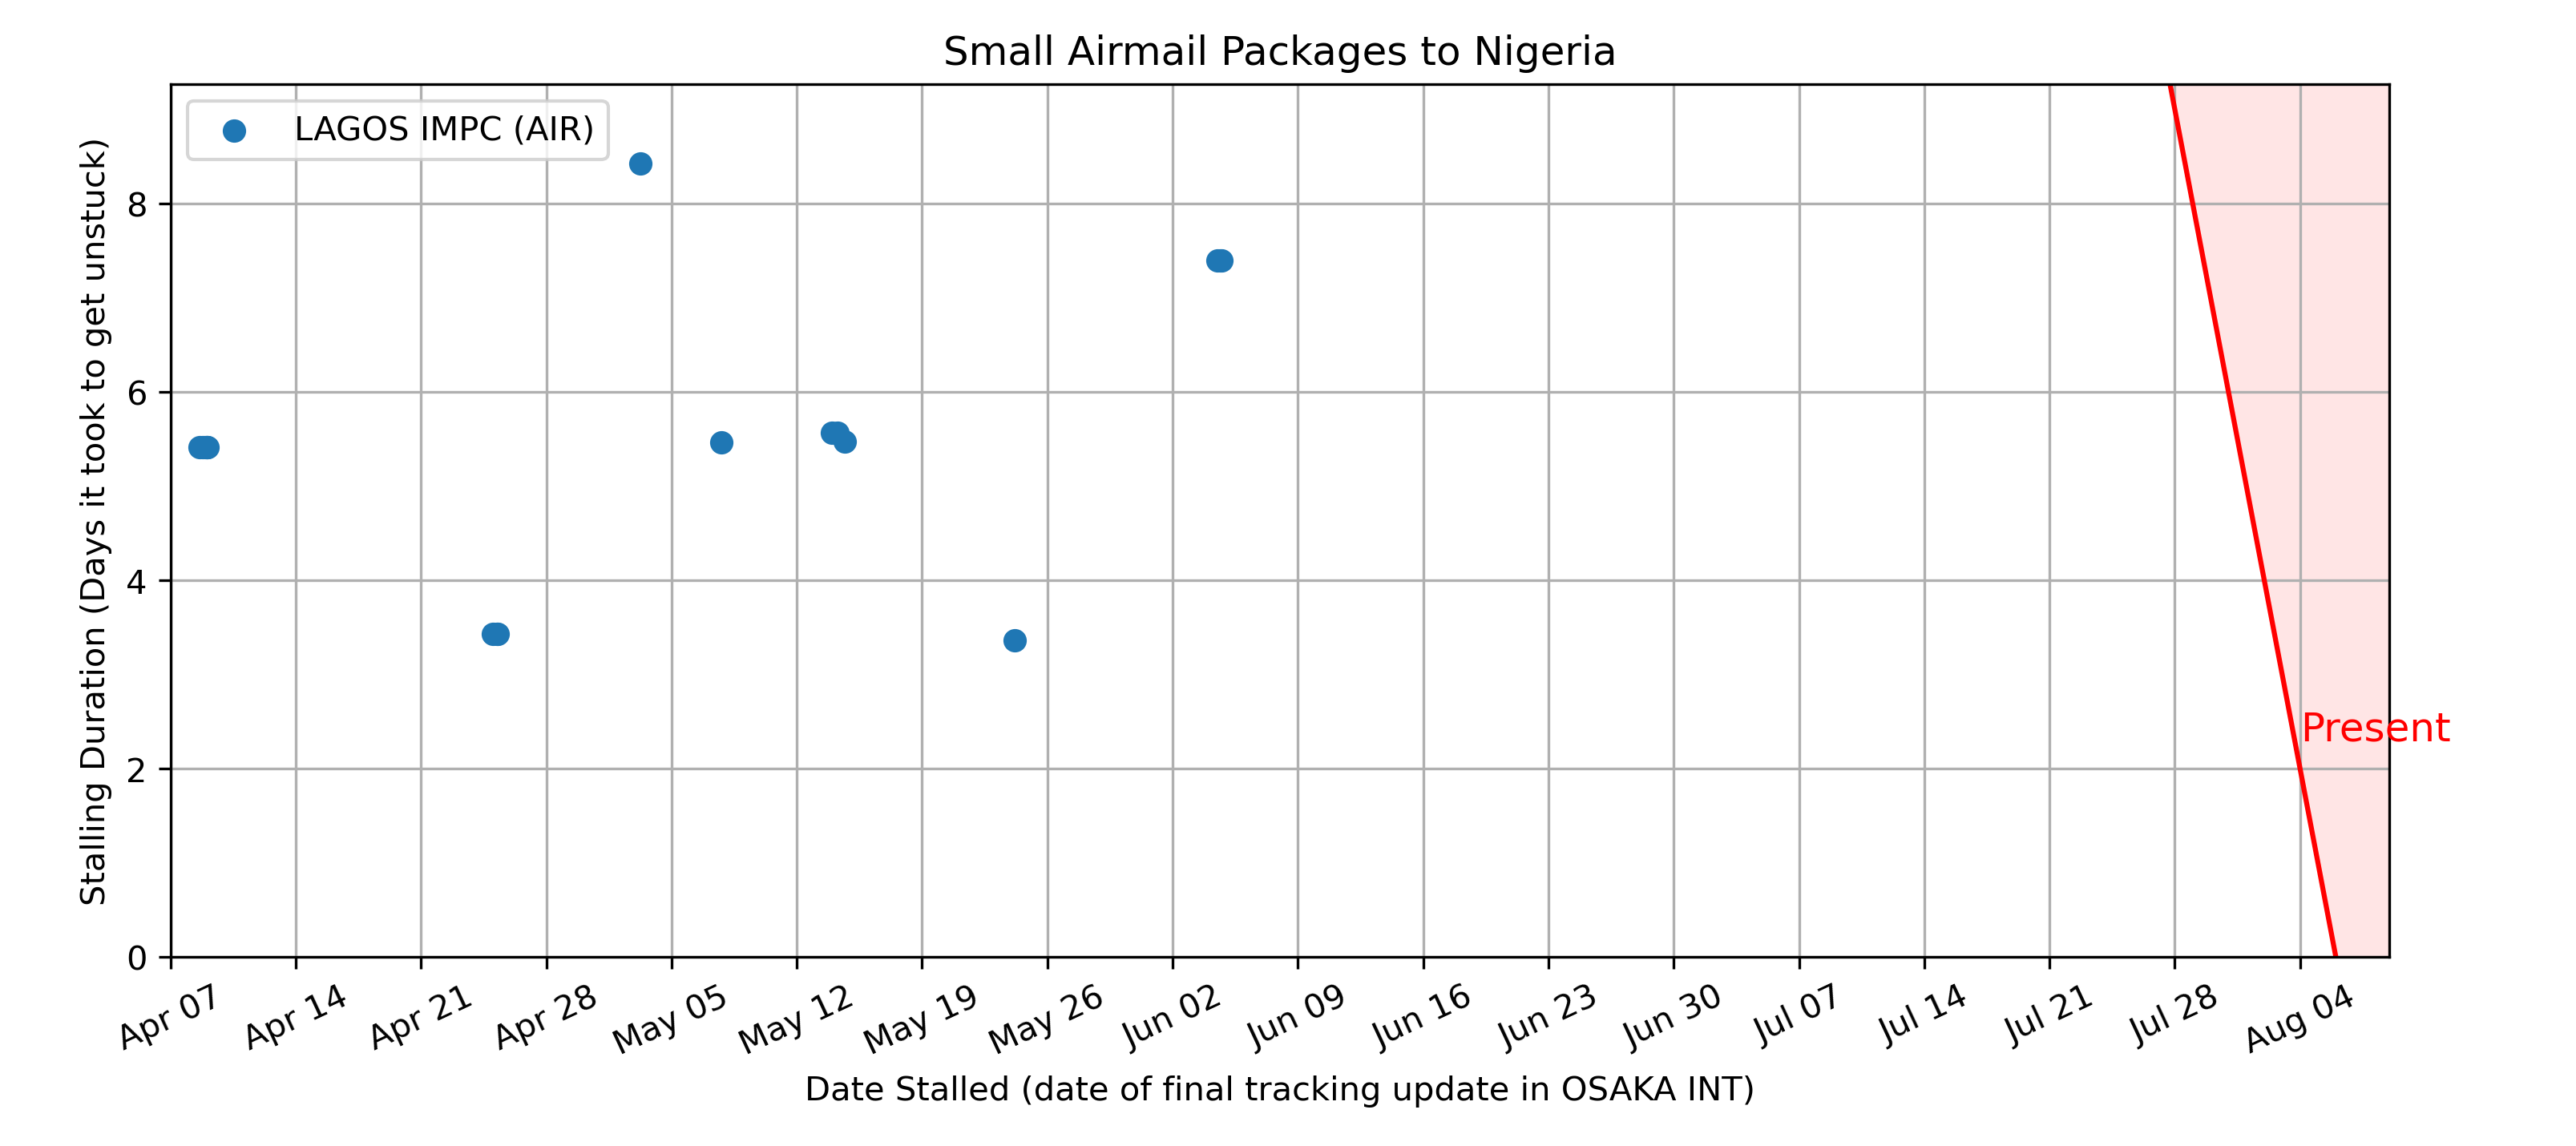 Small Airmail Packages to Nigeria
LAGOS IMPC (AIR)
Stalling Duration (Days it took to get unstuck)
8
6
4
2
0
Present
Apr 07
Apr 14
Apr 21
Apr 28
May 05
May 12
May 19
May 26
Jun 02
Jun 09
Jun 16
Jun 23
Jun 30
Jul 07
Jul 14
Jul 21
Jul 28
Aug 04
Date Stalled (date of final tracking update in OSAKA INT)